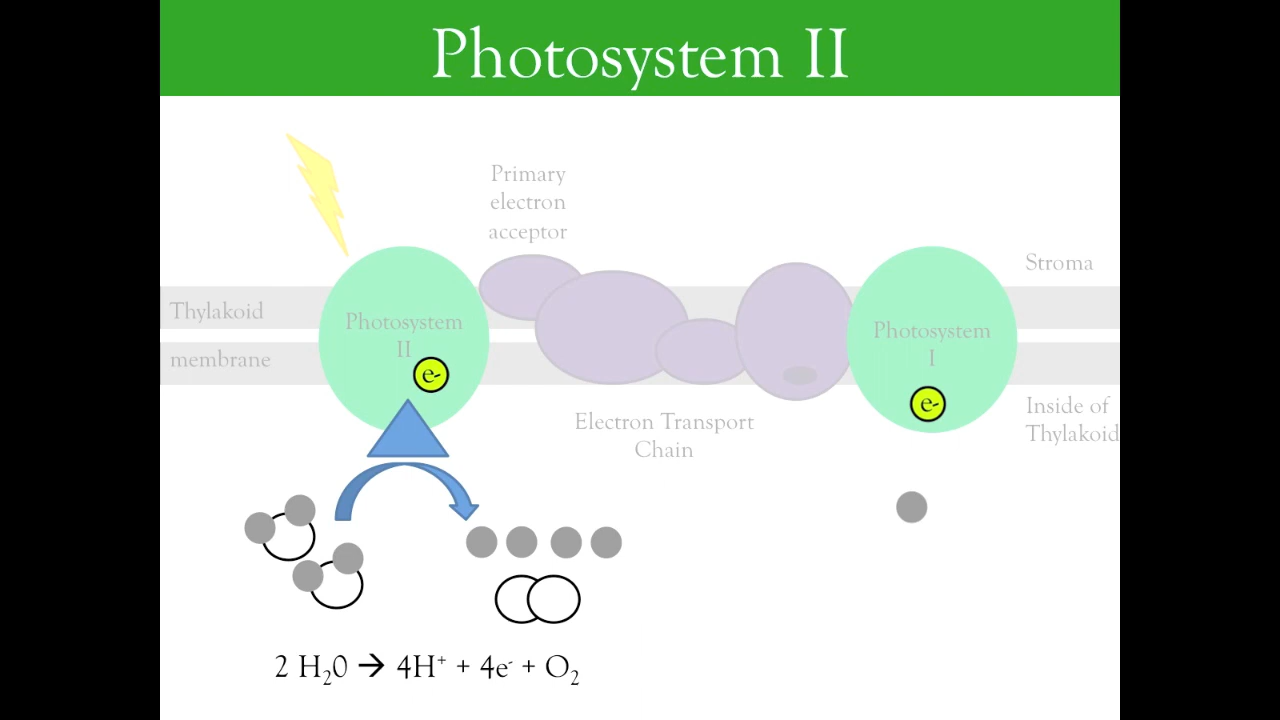 Photosystem II
Primary
electron
acceptor
Stroma
Thylakoid
membrane
Photosystem
II
e-
Photosystem
I
e-
Inside of
Thylakoid
Electron Transport
Chain
2 H₂0 → 4H⁺ + 4e⁻ + O₂